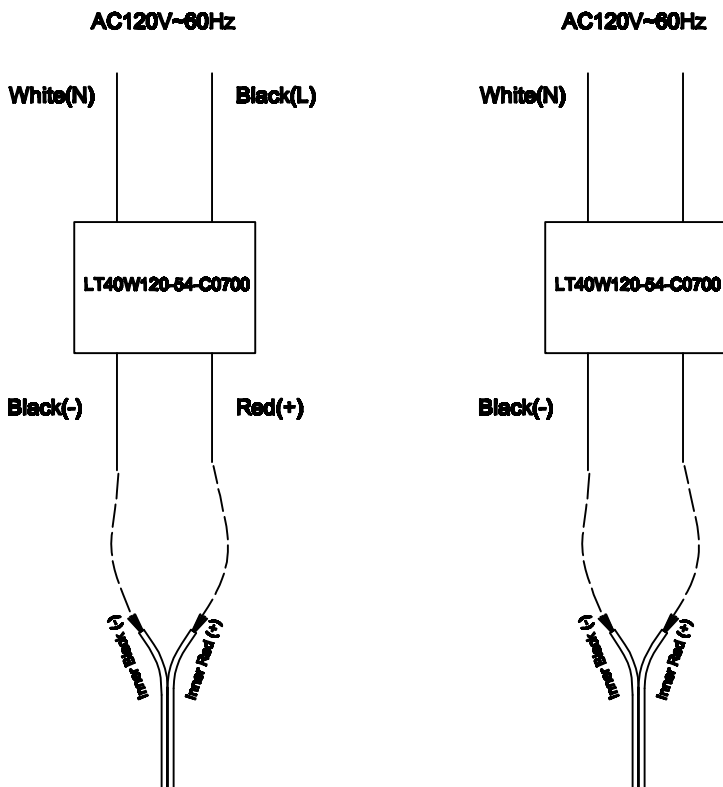 AC120V~60Hz
White(N)
Black(L)
LT40W120-54-C0700
Black(-)
Red(+)
Inner Black (-)
Inner Red (+)
AC120V~60Hz
White(N)
LT40W120-54-C0700
Black(-)
Inner Black (-)
Inner Red (+)